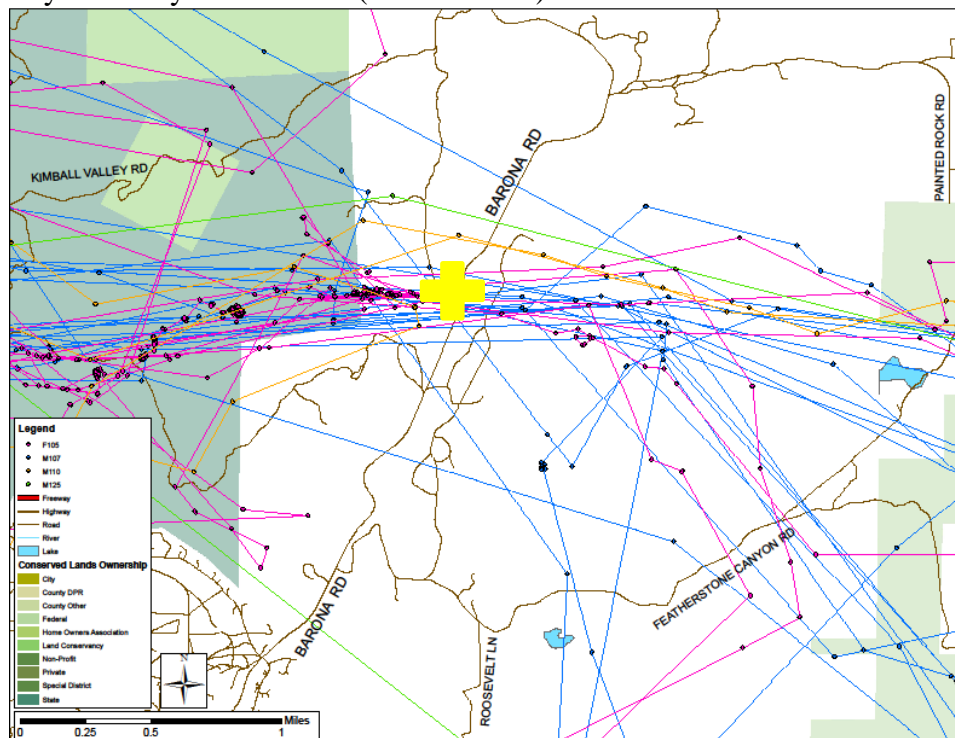 KIMBALL VALLEY RD
BARONA RD
PAINTED ROCK RD
BARONA RD
FEATHERSTONE CANYON RD
ROOSEVELT LN
Legend
F105
M107
M110
M125
Freeway
Highway
Road
River
Lake
Conserved Lands Ownership
City
County DPR
County Other
Federal
Home Owners Association
Land Conservancy
Non-Profit
Private
Special District
State
Miles
0 0.25 0.5 1